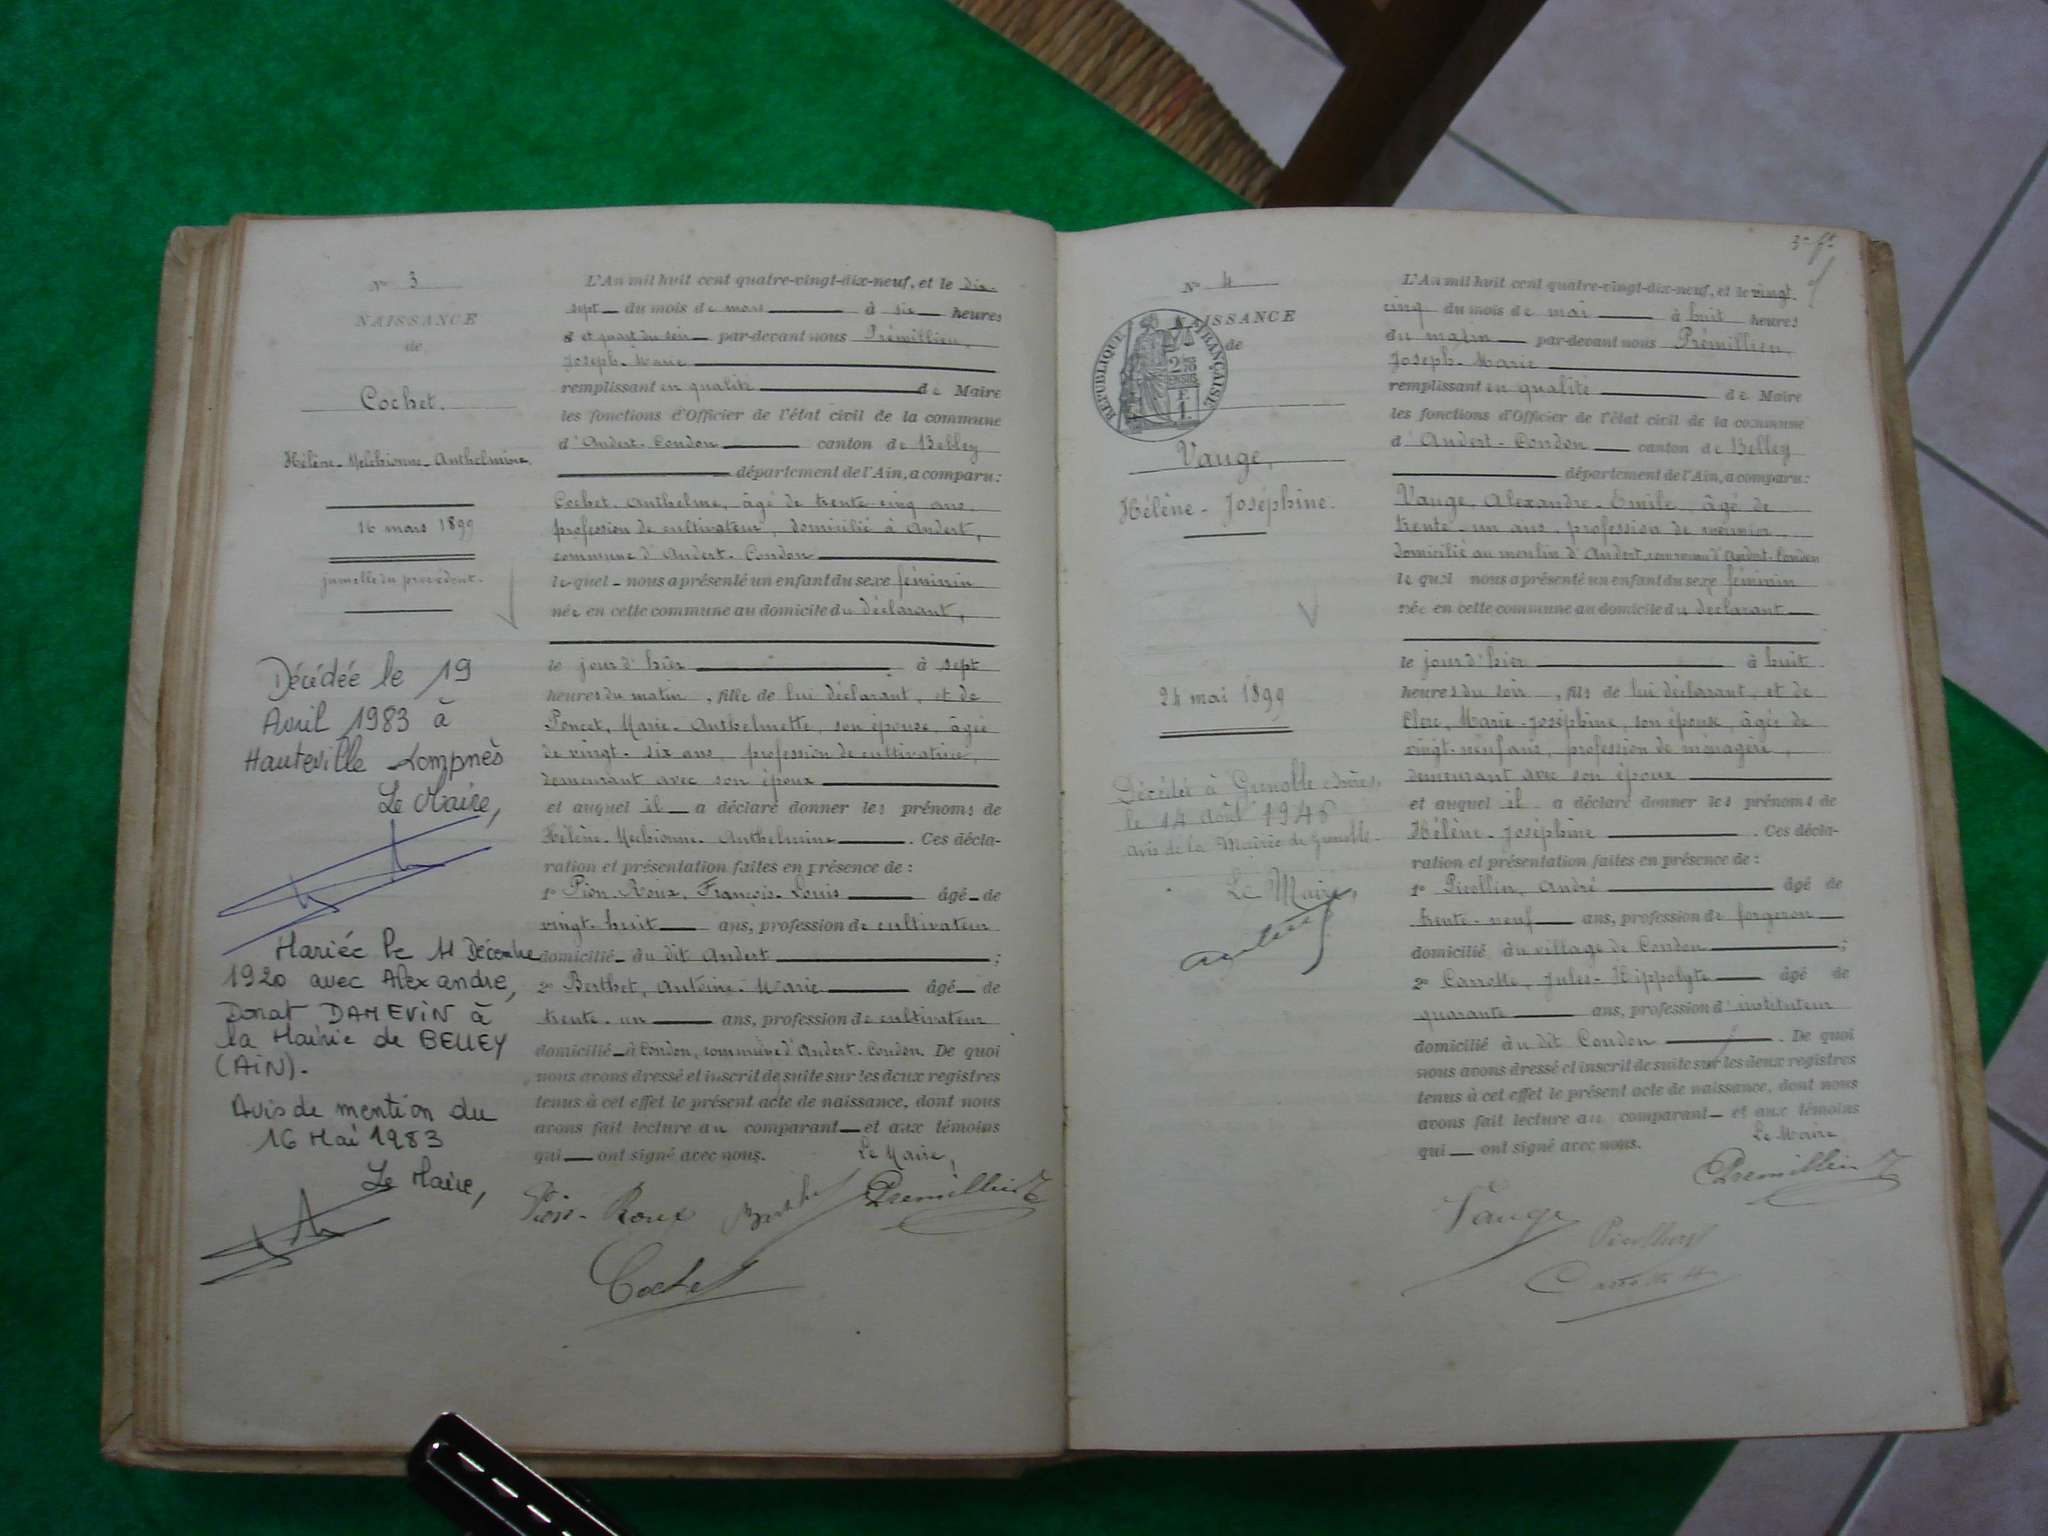 N° 3
NAISSANCE
de
Cochet.
Hélène-Melchionne-Anthelmine.
16 mars 1899
jumelle du précédent.
Décédée le 19
Avril 1983 à
Hauteville Lompnès
Le Maire,
Mariée le 11 Décembre
1920 avec Alexandre,
Donat DAMEVIN à
la Mairie de BELLEY
(AIN).
Avis de mention du
16 Mai 1983
Le Maire,
L'An mil huit cent quatre-vingt-dix-neuf, et le dix-
sept du mois de mars à six heures
et quart du soir par-devant nous Prémillieu,
Joseph-Marie
remplissant en qualité de Maire
les fonctions d'Officier de l'état civil de la commune
d'Andert-Condon canton de Belley
département de l'Ain, a comparu:
Cochet, Anthelme, âgé de trente-cinq ans,
profession de cultivateur, domicilié à Andert,
commune d'Andert-Condon
lequel nous a présenté un enfant du sexe féminin
née en cette commune au domicile du déclarant,
le jour d'hier à sept
heures du matin, fille de lui déclarant, et de
Poncet, Marie-Anthelmette, son épouse, âgée
de vingt-six ans, profession de cultivatrice,
demeurant avec son époux
et auquel il a déclaré donner les prénoms de
Hélène-Melchionne-Anthelmine. Ces décla-
ration et présentation faites en présence de:
1° Pion-Roux, François-Louis âgé de
vingt-huit ans, profession de cultivateur
domicilié au dit Andert;
2° Berthet, Antoine-Marie âgé de
trente-un ans, profession de cultivateur
domicilié à Condon, commune d'Andert-Condon. De quoi
nous avons dressé et inscrit de suite sur les deux registres
tenus à cet effet le présent acte de naissance, dont nous
avons fait lecture au comparant et aux témoins
qui ont signé avec nous.
Le Maire,
Pion-Roux Berthet Premillieu
Cochet
N° 4
NAISSANCE
de
RÉPUBLIQUE FRANÇAISE
Vauge,
Hélène-Joséphine.
24 mai 1899
Décédée à Grenoble Isère,
le 14 Août 1946
avis de la Mairie de Grenoble.
Le Maire,
L'An mil huit cent quatre-vingt-dix-neuf, et le vingt-
cinq du mois de mai à huit heures
du matin par-devant nous Prémillieu,
Joseph-Marie
remplissant en qualité de Maire
les fonctions d'Officier de l'état civil de la commune
d'Andert-Condon canton de Belley
département de l'Ain, a comparu:
Vauge, Alexandre-Emile, âgé de
trente-un ans, profession de meunier,
domicilié au moulin d'Andert, commune d'Andert-Condon
lequel nous a présenté un enfant du sexe féminin
née en cette commune au domicile du déclarant
le jour d'hier à huit
heures du soir, fils de lui déclarant, et de
Clerc, Marie-Joséphine, son épouse, âgée de
vingt-neuf ans, profession de ménagère,
demeurant avec son époux
et auquel il a déclaré donner les prénoms de
Hélène-Joséphine. Ces décla-
ration et présentation faites en présence de:
1° Picollin, André âgé de
trente-neuf ans, profession de forgeron
domicilié au village de Condon;
2° Carrotte, Jules-Hippolyte âgé de
quarante ans, profession d'instituteur
domicilié au dit Condon. De quoi
nous avons dressé et inscrit de suite sur les deux registres
tenus à cet effet le présent acte de naissance, dont nous
avons fait lecture au comparant et aux témoins
qui ont signé avec nous.
Le Maire
Premillieu
Vauge